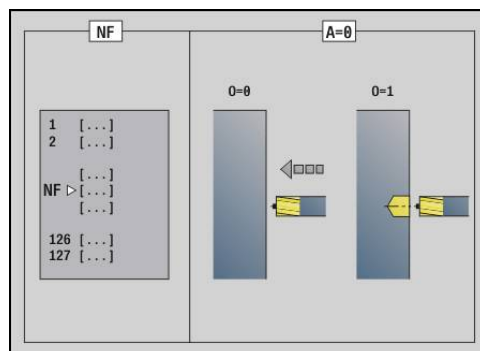 NF
A=0
O=0
O=1
1 [...]
2 [...]
[...]
NF [...]
[...]
126 [...]
127 [...]